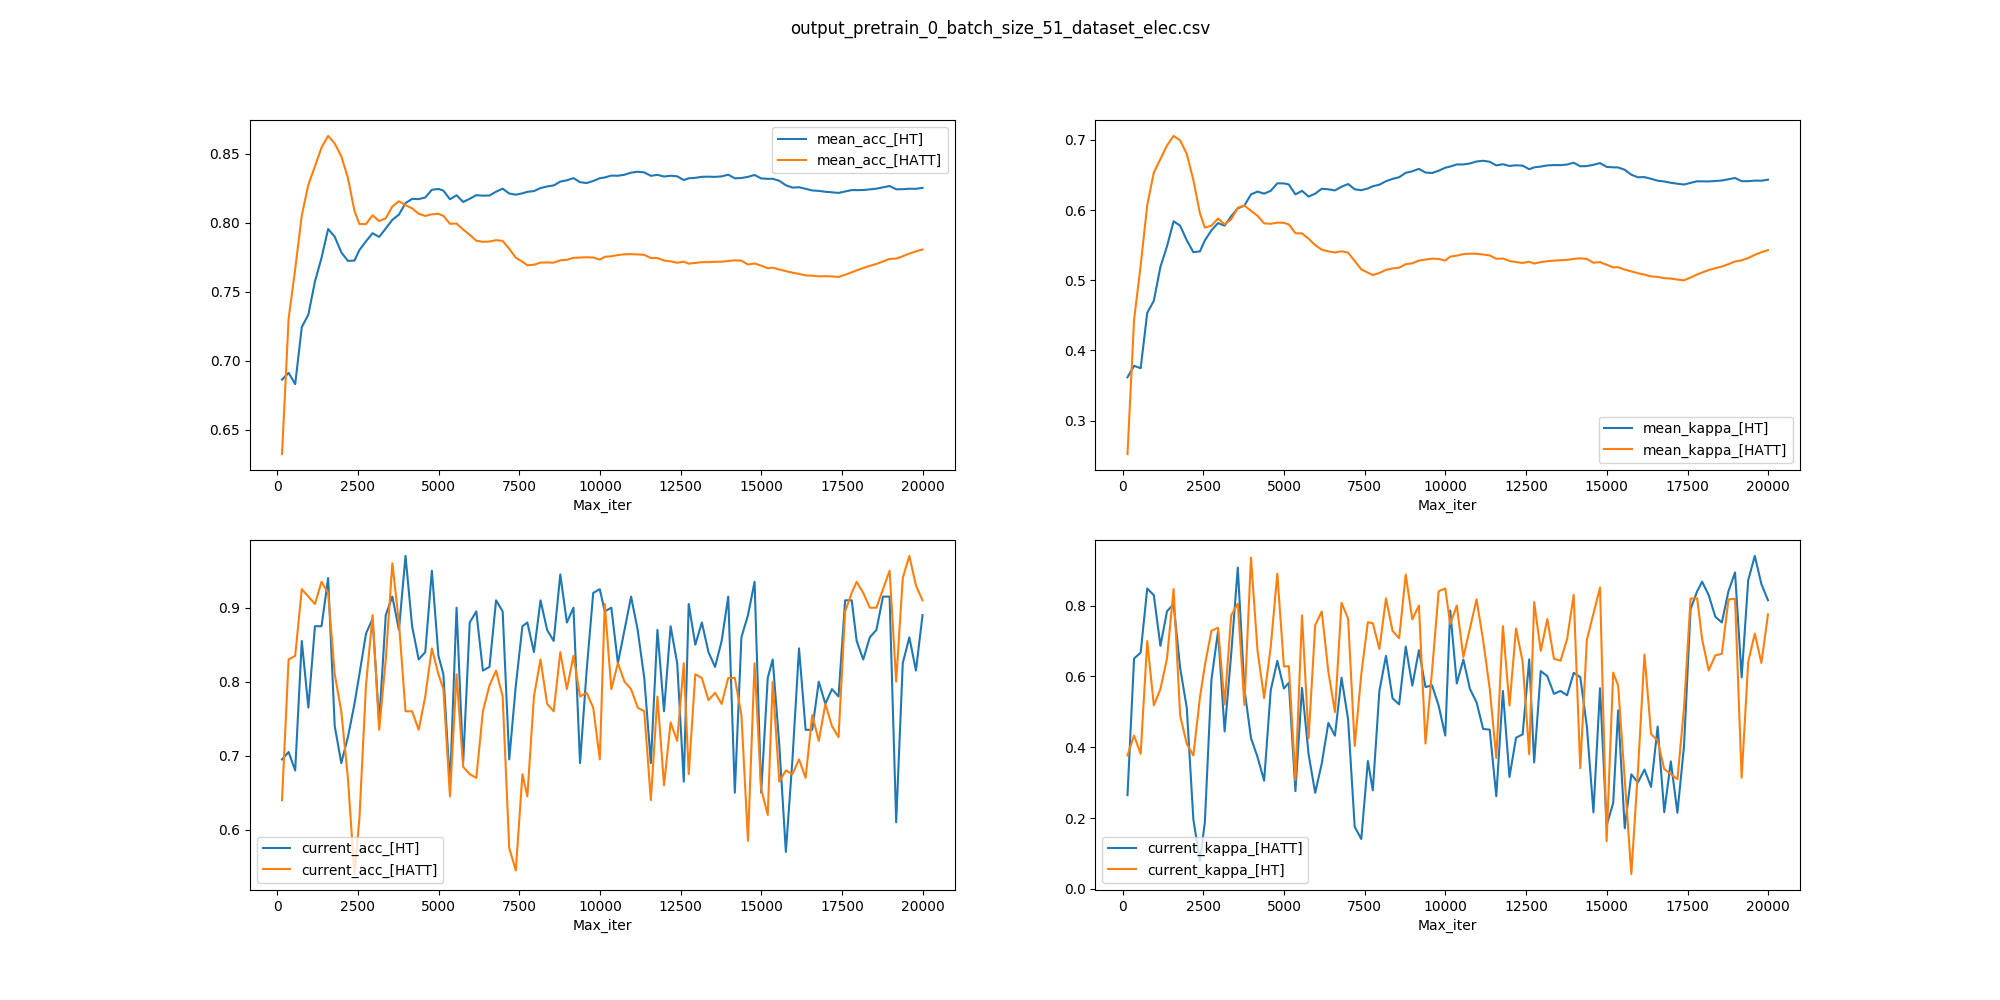 output_pretrain_0_batch_size_51_dataset_elec.csv
mean_acc_[HT]
mean_acc_[HATT]
0.85
0.80
0.75
0.70
0.65
0 2500 5000 7500 10000 12500 15000 17500 20000
Max_iter
0.7
0.6
0.5
0.4
0.3
mean_kappa_[HT]
mean_kappa_[HATT]
0 2500 5000 7500 10000 12500 15000 17500 20000
Max_iter
0.9
0.8
0.7
0.6
current_acc_[HT]
current_acc_[HATT]
0 2500 5000 7500 10000 12500 15000 17500 20000
Max_iter
0.8
0.6
0.4
0.2
0.0
current_kappa_[HATT]
current_kappa_[HT]
0 2500 5000 7500 10000 12500 15000 17500 20000
Max_iter